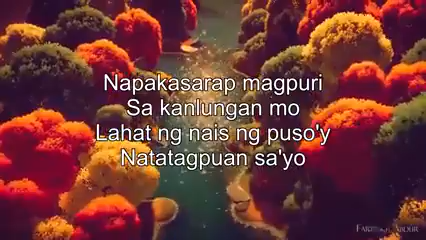 Napakasarap magpuri
Sa kanlungan mo
Lahat ng nais ng puso'y
Natatagpuan sa'yo